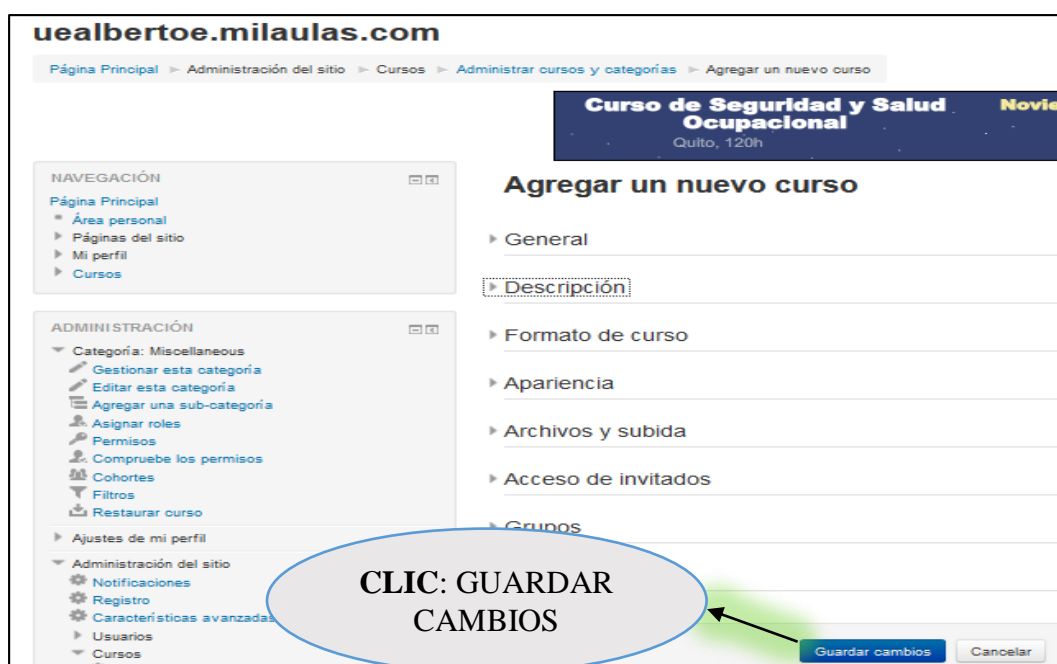 uealbertoe.milaulas.com
Página Principal ► Administración del sitio ► Cursos ► Administrar cursos y categorías ► Agregar un nuevo curso
Curso de Seguridad y Salud
Ocupacional
Quito, 120h
Novie
NAVEGACIÓN
Página Principal
Área personal
Páginas del sitio
Mi perfil
Cursos
ADMINISTRACIÓN
Categoría: Miscellaneous
Gestionar esta categoría
Editar esta categoría
Agregar una sub-categoría
Asignar roles
Permisos
Compruebe los permisos
Cohortes
Filtros
Restaurar curso
Ajustes de mi perfil
Administración del sitio
Notificaciones
Registro
Características avanzadas
Usuarios
Cursos
Agregar un nuevo curso
General
Descripción
Formato de curso
Apariencia
Archivos y subida
Acceso de invitados
Grupos
CLIC: GUARDAR
CAMBIOS
Guardar cambios
Cancelar